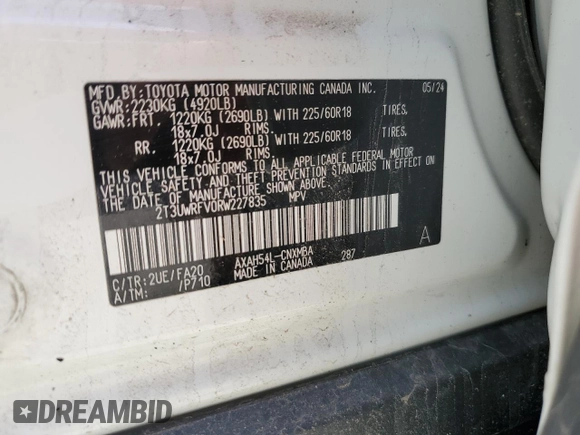 MFD.BY:TOYOTA MOTOR MANUFACTURING CANADA INC. 05/24
GVWR:2230KG (4920LB)
GAWR:FRT 1220KG (2690LB) WITH 225/60R18 TIRES.
18x7.0J RIMS.
RR. 1220KG (2690LB) WITH 225/60R18 TIRES.
18x7.0J RIMS.
THIS VEHICLE CONFORMS TO ALL APPLICABLE FEDERAL MOTOR
VEHICLE SAFETY AND THEFT PREVENTION STANDARDS IN EFFECT ON
THE DATE OF MANUFACTURE SHOWN ABOVE.
2T3UWRFV0RW227835 MPV
A
C/TR:2UE/FA20 AXAH54L-CNXMBA 287
A/TM: /P710 MADE IN CANADA
DREAMBID